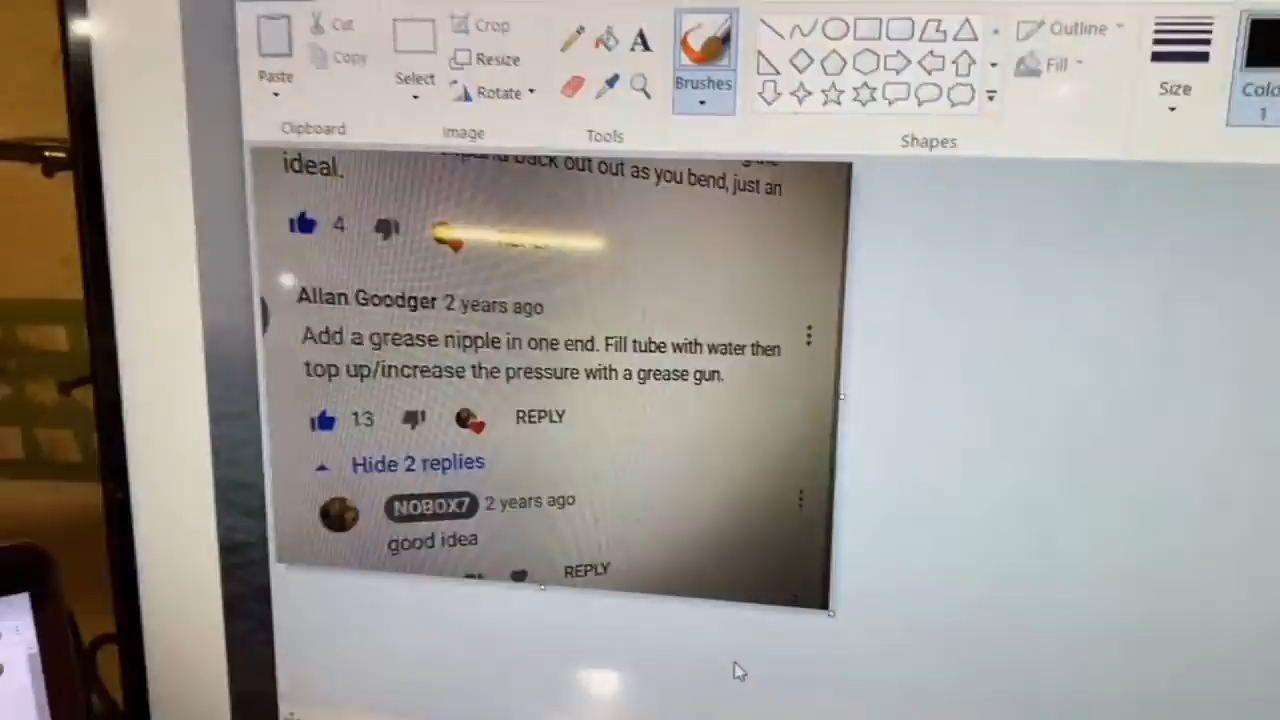 Cut
Copy
Paste
Clipboard
Select
Crop
Resize
Rotate
Image
A
Tools
Brushes
Shapes
Outline
Fill
Size
1
back out out as you bend, just an
ideal.
4
Allan Goodger 2 years ago
Add a grease nipple in one end. Fill tube with water then
top up/increase the pressure with a grease gun.
13 REPLY
Hide 2 replies
NOBOX7 2 years ago
good idea
REPLY